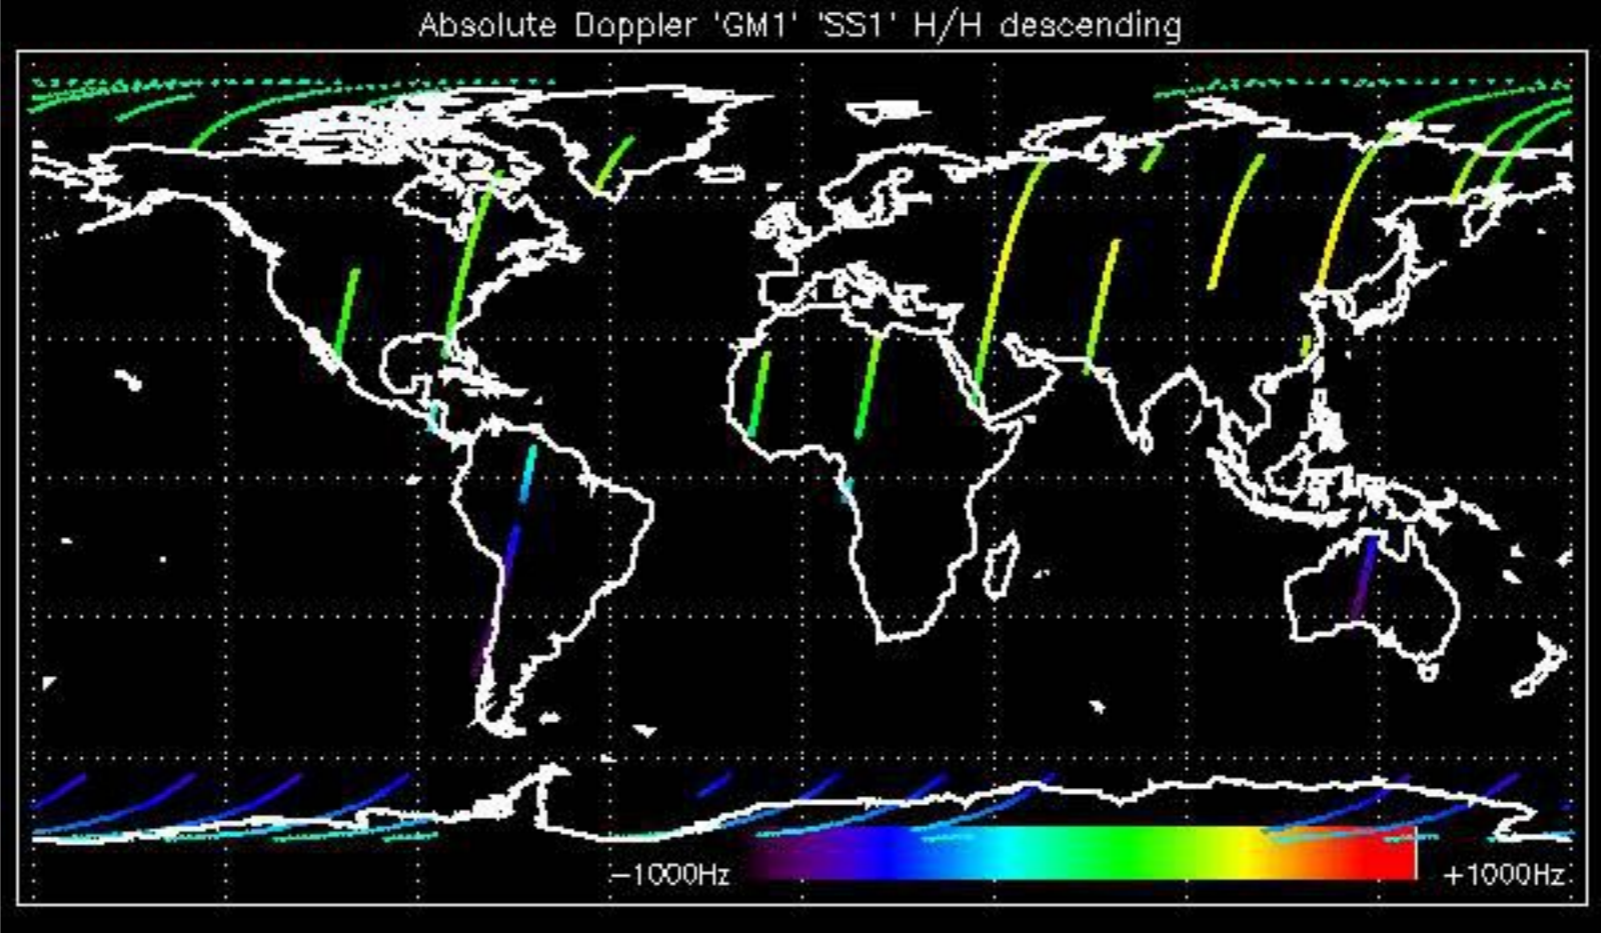 Absolute Doppler 'GM1' 'SS1' H/H descending
−1000Hz
+1000Hz